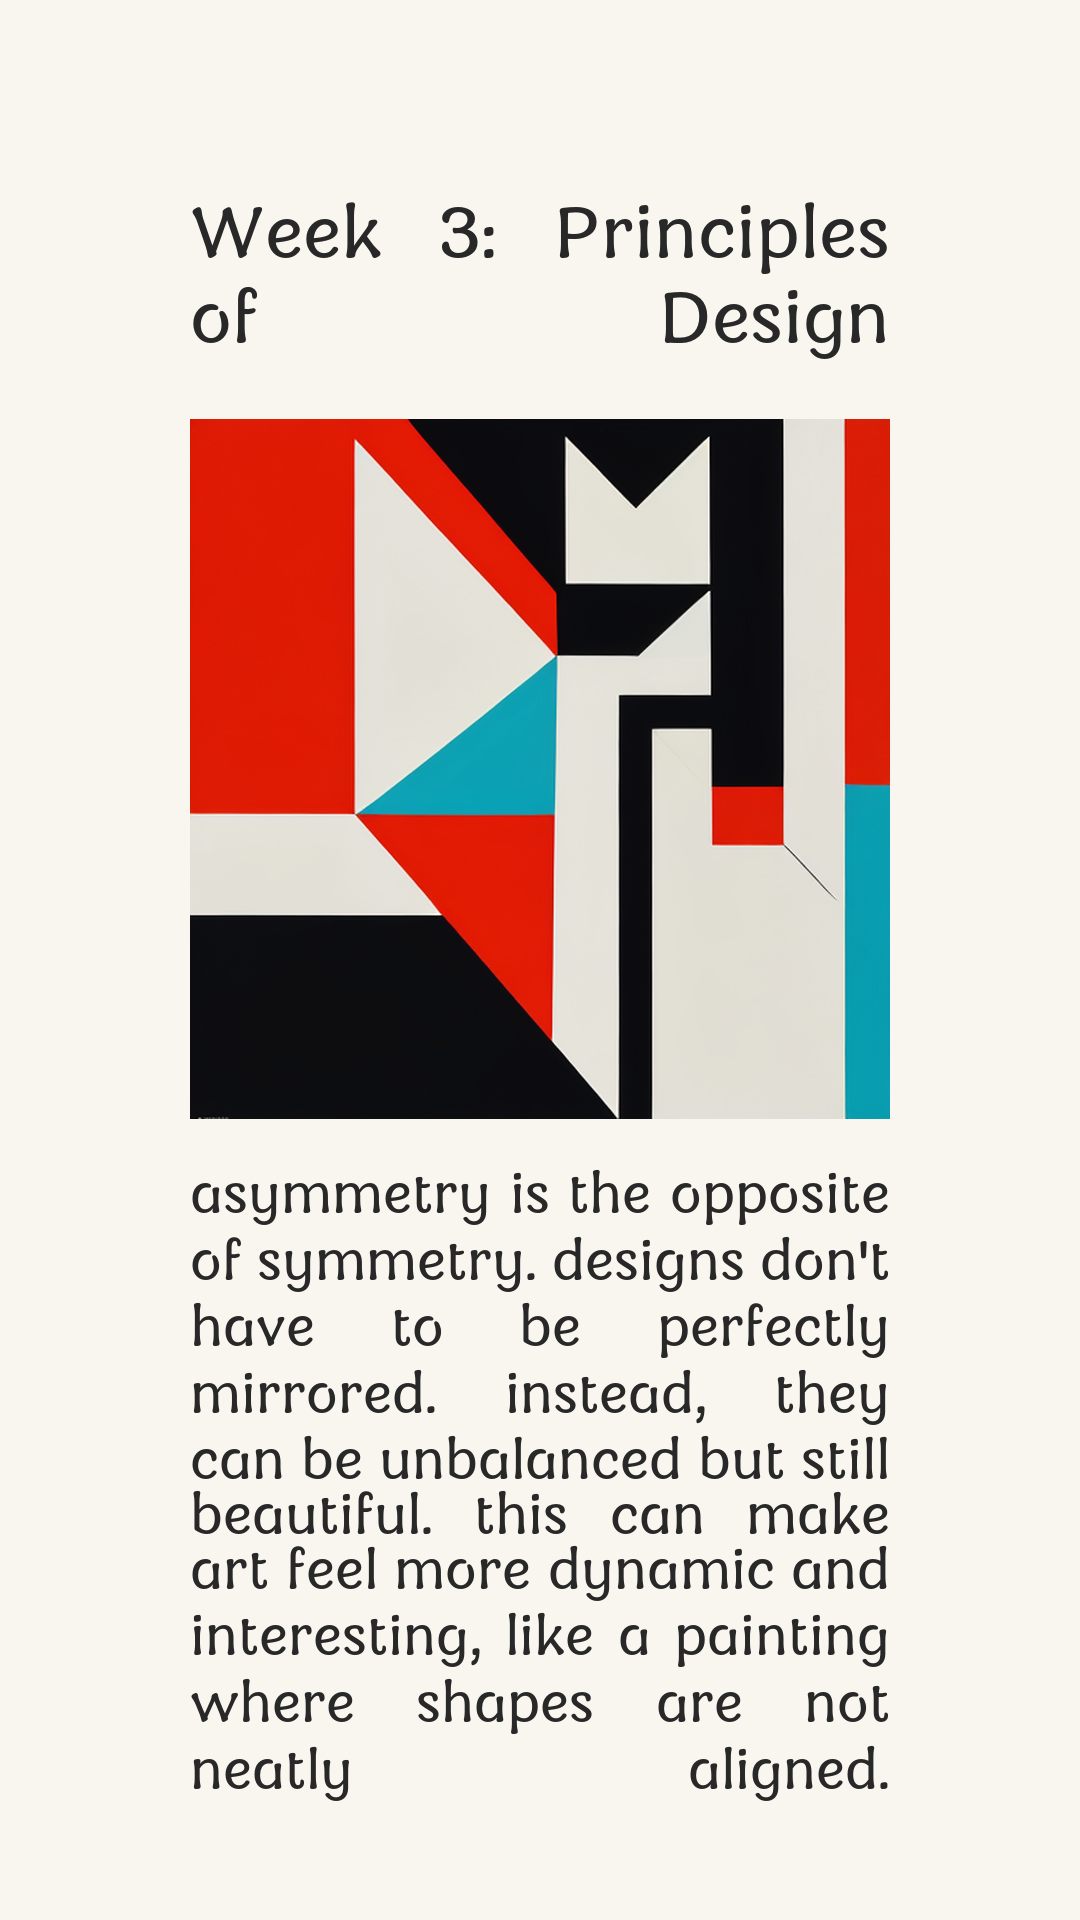 Week 3: Principles
of Design
asymmetry is the opposite
of symmetry. designs don't
have to be perfectly
mirrored. instead, they
can be unbalanced but still
beautiful. this can make
art feel more dynamic and
interesting, like a painting
where shapes are not
neatly aligned.